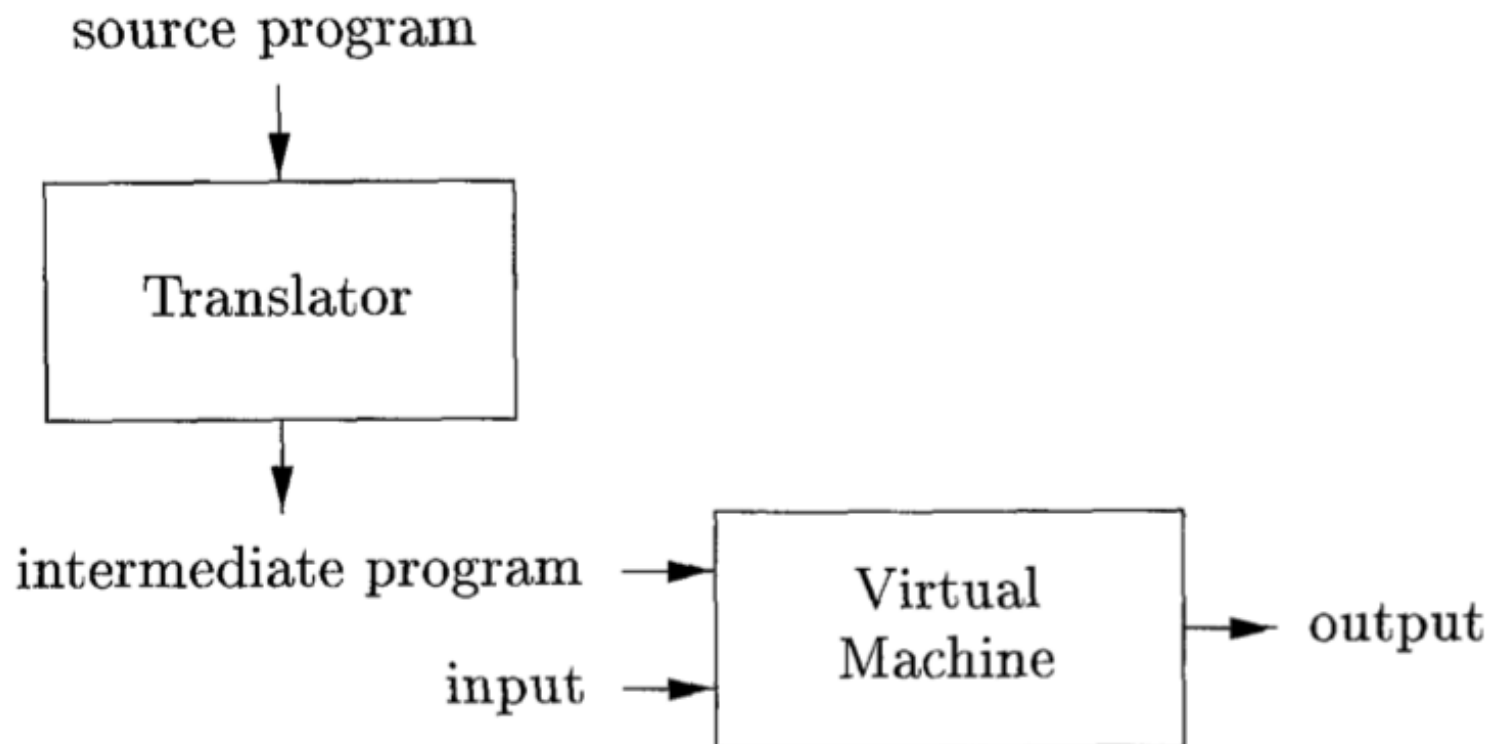 source program
Translator
intermediate program
Virtual
Machine
input
output